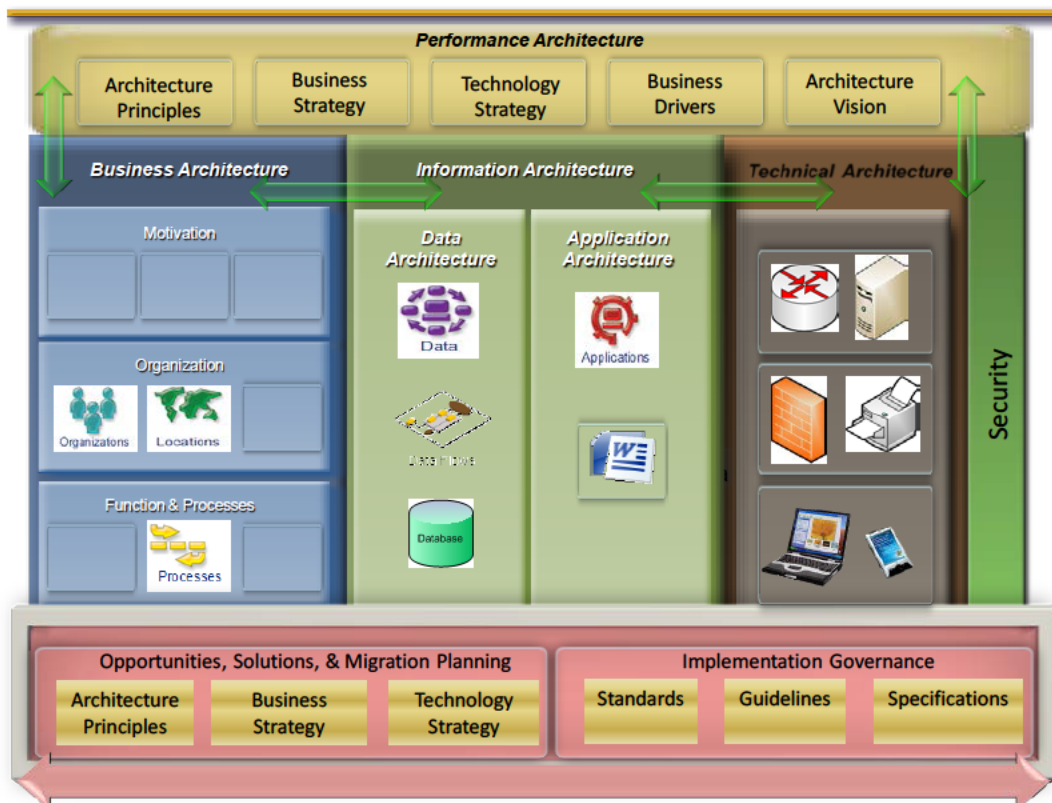 Performance Architecture
Architecture
Principles
Business
Strategy
Technology
Strategy
Business
Drivers
Architecture
Vision
Business Architecture
Information Architecture
Technical Architecture
Motivation
Organization
Organizations
Locations
Function & Processes
Processes
Data
Architecture
Data
Data Flows
Database
Application
Architecture
Applications
W
Security
Opportunities, Solutions, & Migration Planning
Architecture
Principles
Business
Strategy
Technology
Strategy
Implementation Governance
Standards
Guidelines
Specifications